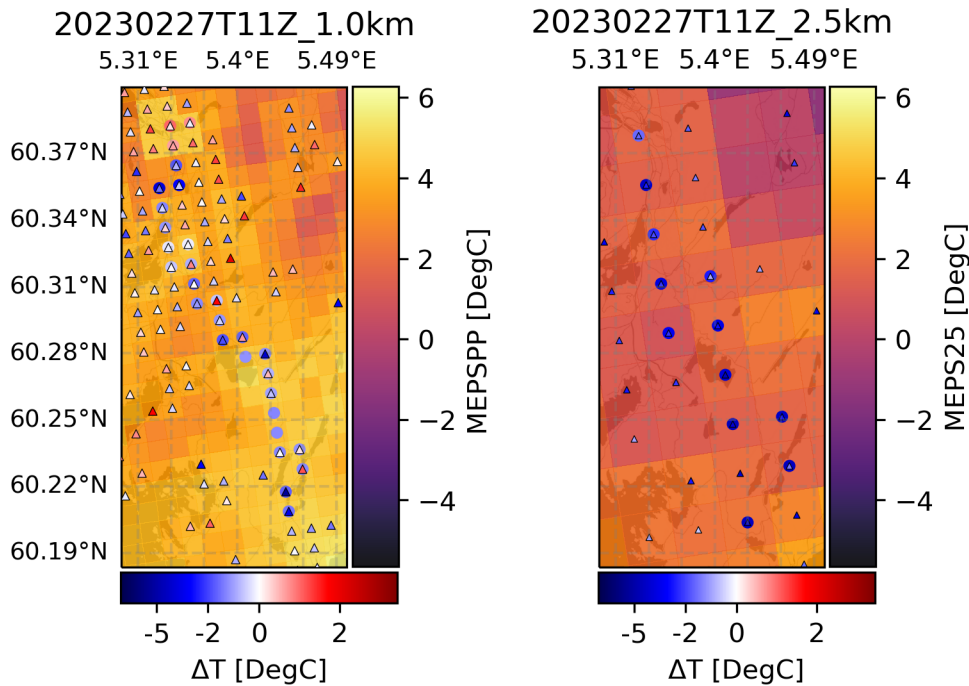 20230227T11Z_1.0km
5.31°E 5.4°E 5.49°E
60.37°N
60.34°N
60.31°N
60.28°N
60.25°N
60.22°N
60.19°N
6
4
2
0
−2
−4
MEPSPP [DegC]
-5 -2 0 2
ΔT [DegC]
20230227T11Z_2.5km
5.31°E 5.4°E 5.49°E
6
4
2
0
−2
−4
MEPS25 [DegC]
-5 -2 0 2
ΔT [DegC]